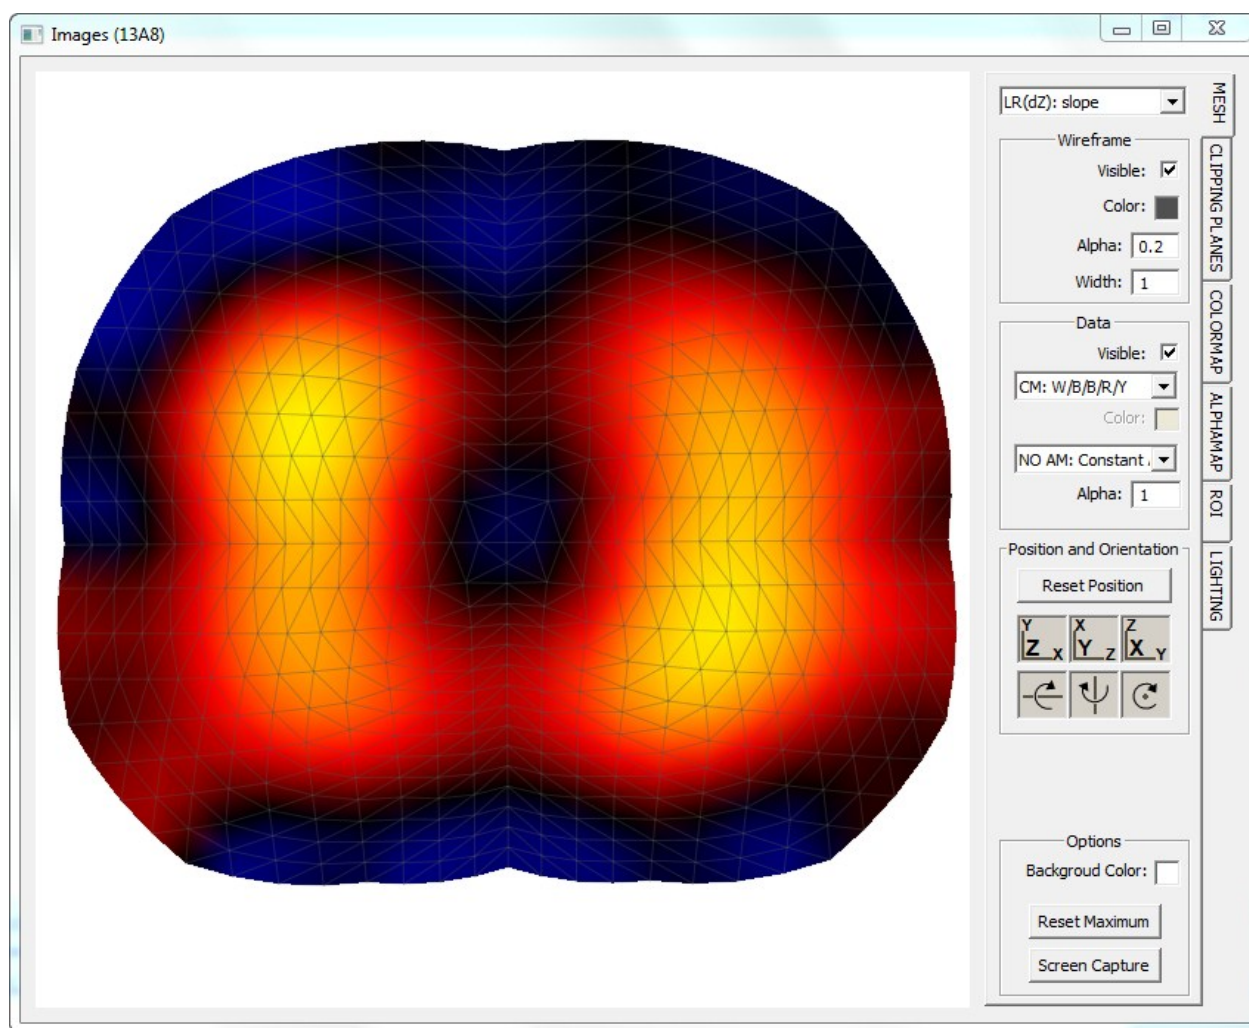 Images (13A8)
LR(dZ): slope
Wireframe
Visible:
Color:
Alpha: 0.2
Width: 1
Data
Visible:
CM: W/B/B/R/Y
Color:
NO AM: Constant
Alpha: 1
Position and Orientation
Reset Position
Y
Z X
X
Y Z
Z
X Y
Options
Backgroud Color:
Reset Maximum
Screen Capture
MESH
CLIPPING PLANES
COLORMAP
ALPHAMAP
ROI
LIGHTING